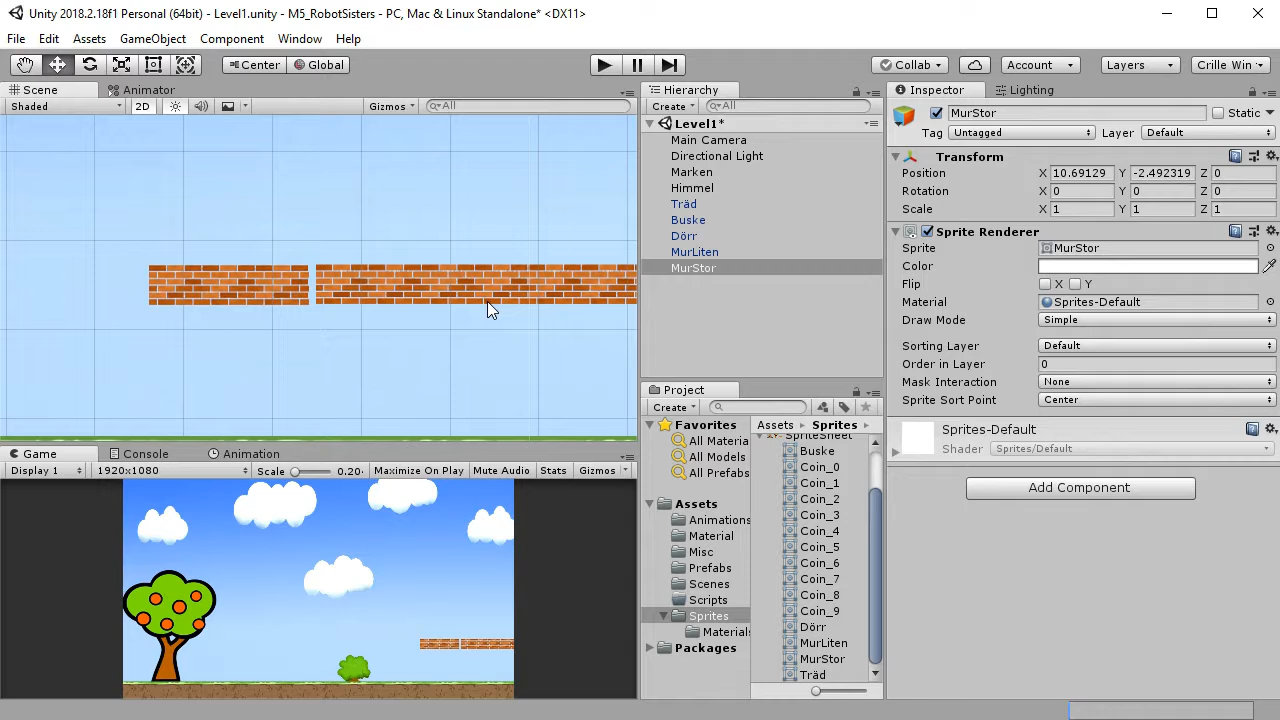 Unity 2018.2.18f1 Personal (64bit) - Level1.unity - M5_RobotSisters - PC, Mac & Linux Standalone* <DX11>
File Edit Assets GameObject Component Window Help
Center Global Collab Account Layers Crille Win
Scene Animator
Shaded 2D Gizmos All
Hierarchy
Create All
Level1*
Main Camera
Directional Light
Marken
Himmel
Träd
Buske
Dörr
MurLiten
MurStor
Inspector Lighting
MurStor Static
Tag Untagged Layer Default
Transform
Position X 10.69129 Y -2.492319 Z 0
Rotation X 0 Y 0 Z 0
Scale X 1 Y 1 Z 1
Sprite Renderer
Sprite MurStor
Color
Flip X Y
Material Sprites-Default
Draw Mode Simple
Sorting Layer Default
Order in Layer 0
Mask Interaction None
Sprite Sort Point Center
Sprites-Default
Shader Sprites/Default
Add Component
Game Console Animation
Display 1 1920x1080 Scale 0.20 Maximize On Play Mute Audio Stats Gizmos
Project
Create
Favorites
All Materia
All Models
All Prefabs
Assets
Animations
Material
Misc
Prefabs
Scenes
Scripts
Sprites
Materials
Packages
Assets Sprites
SpriteSheet
Buske
Coin_0
Coin_1
Coin_2
Coin_3
Coin_4
Coin_5
Coin_6
Coin_7
Coin_8
Coin_9
Dörr
MurLiten
MurStor
Träd